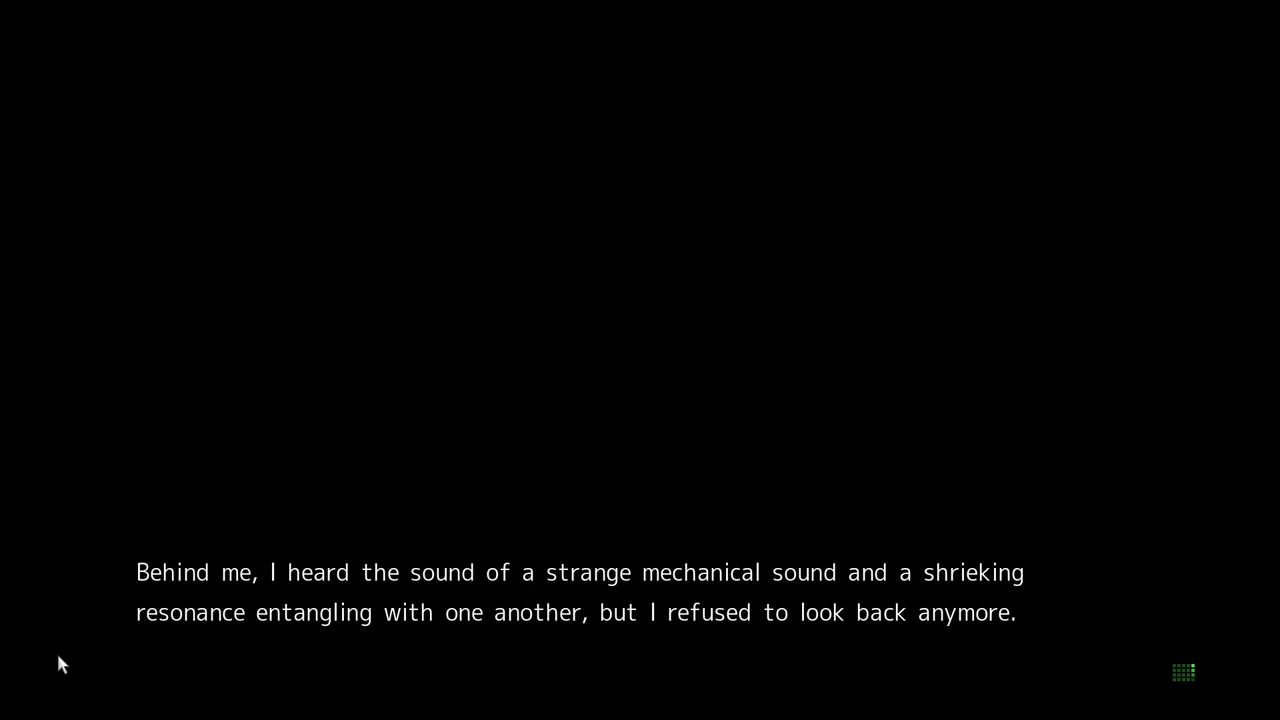 Behind me, I heard the sound of a strange mechanical sound and a shrieking
resonance entangling with one another, but I refused to look back anymore.